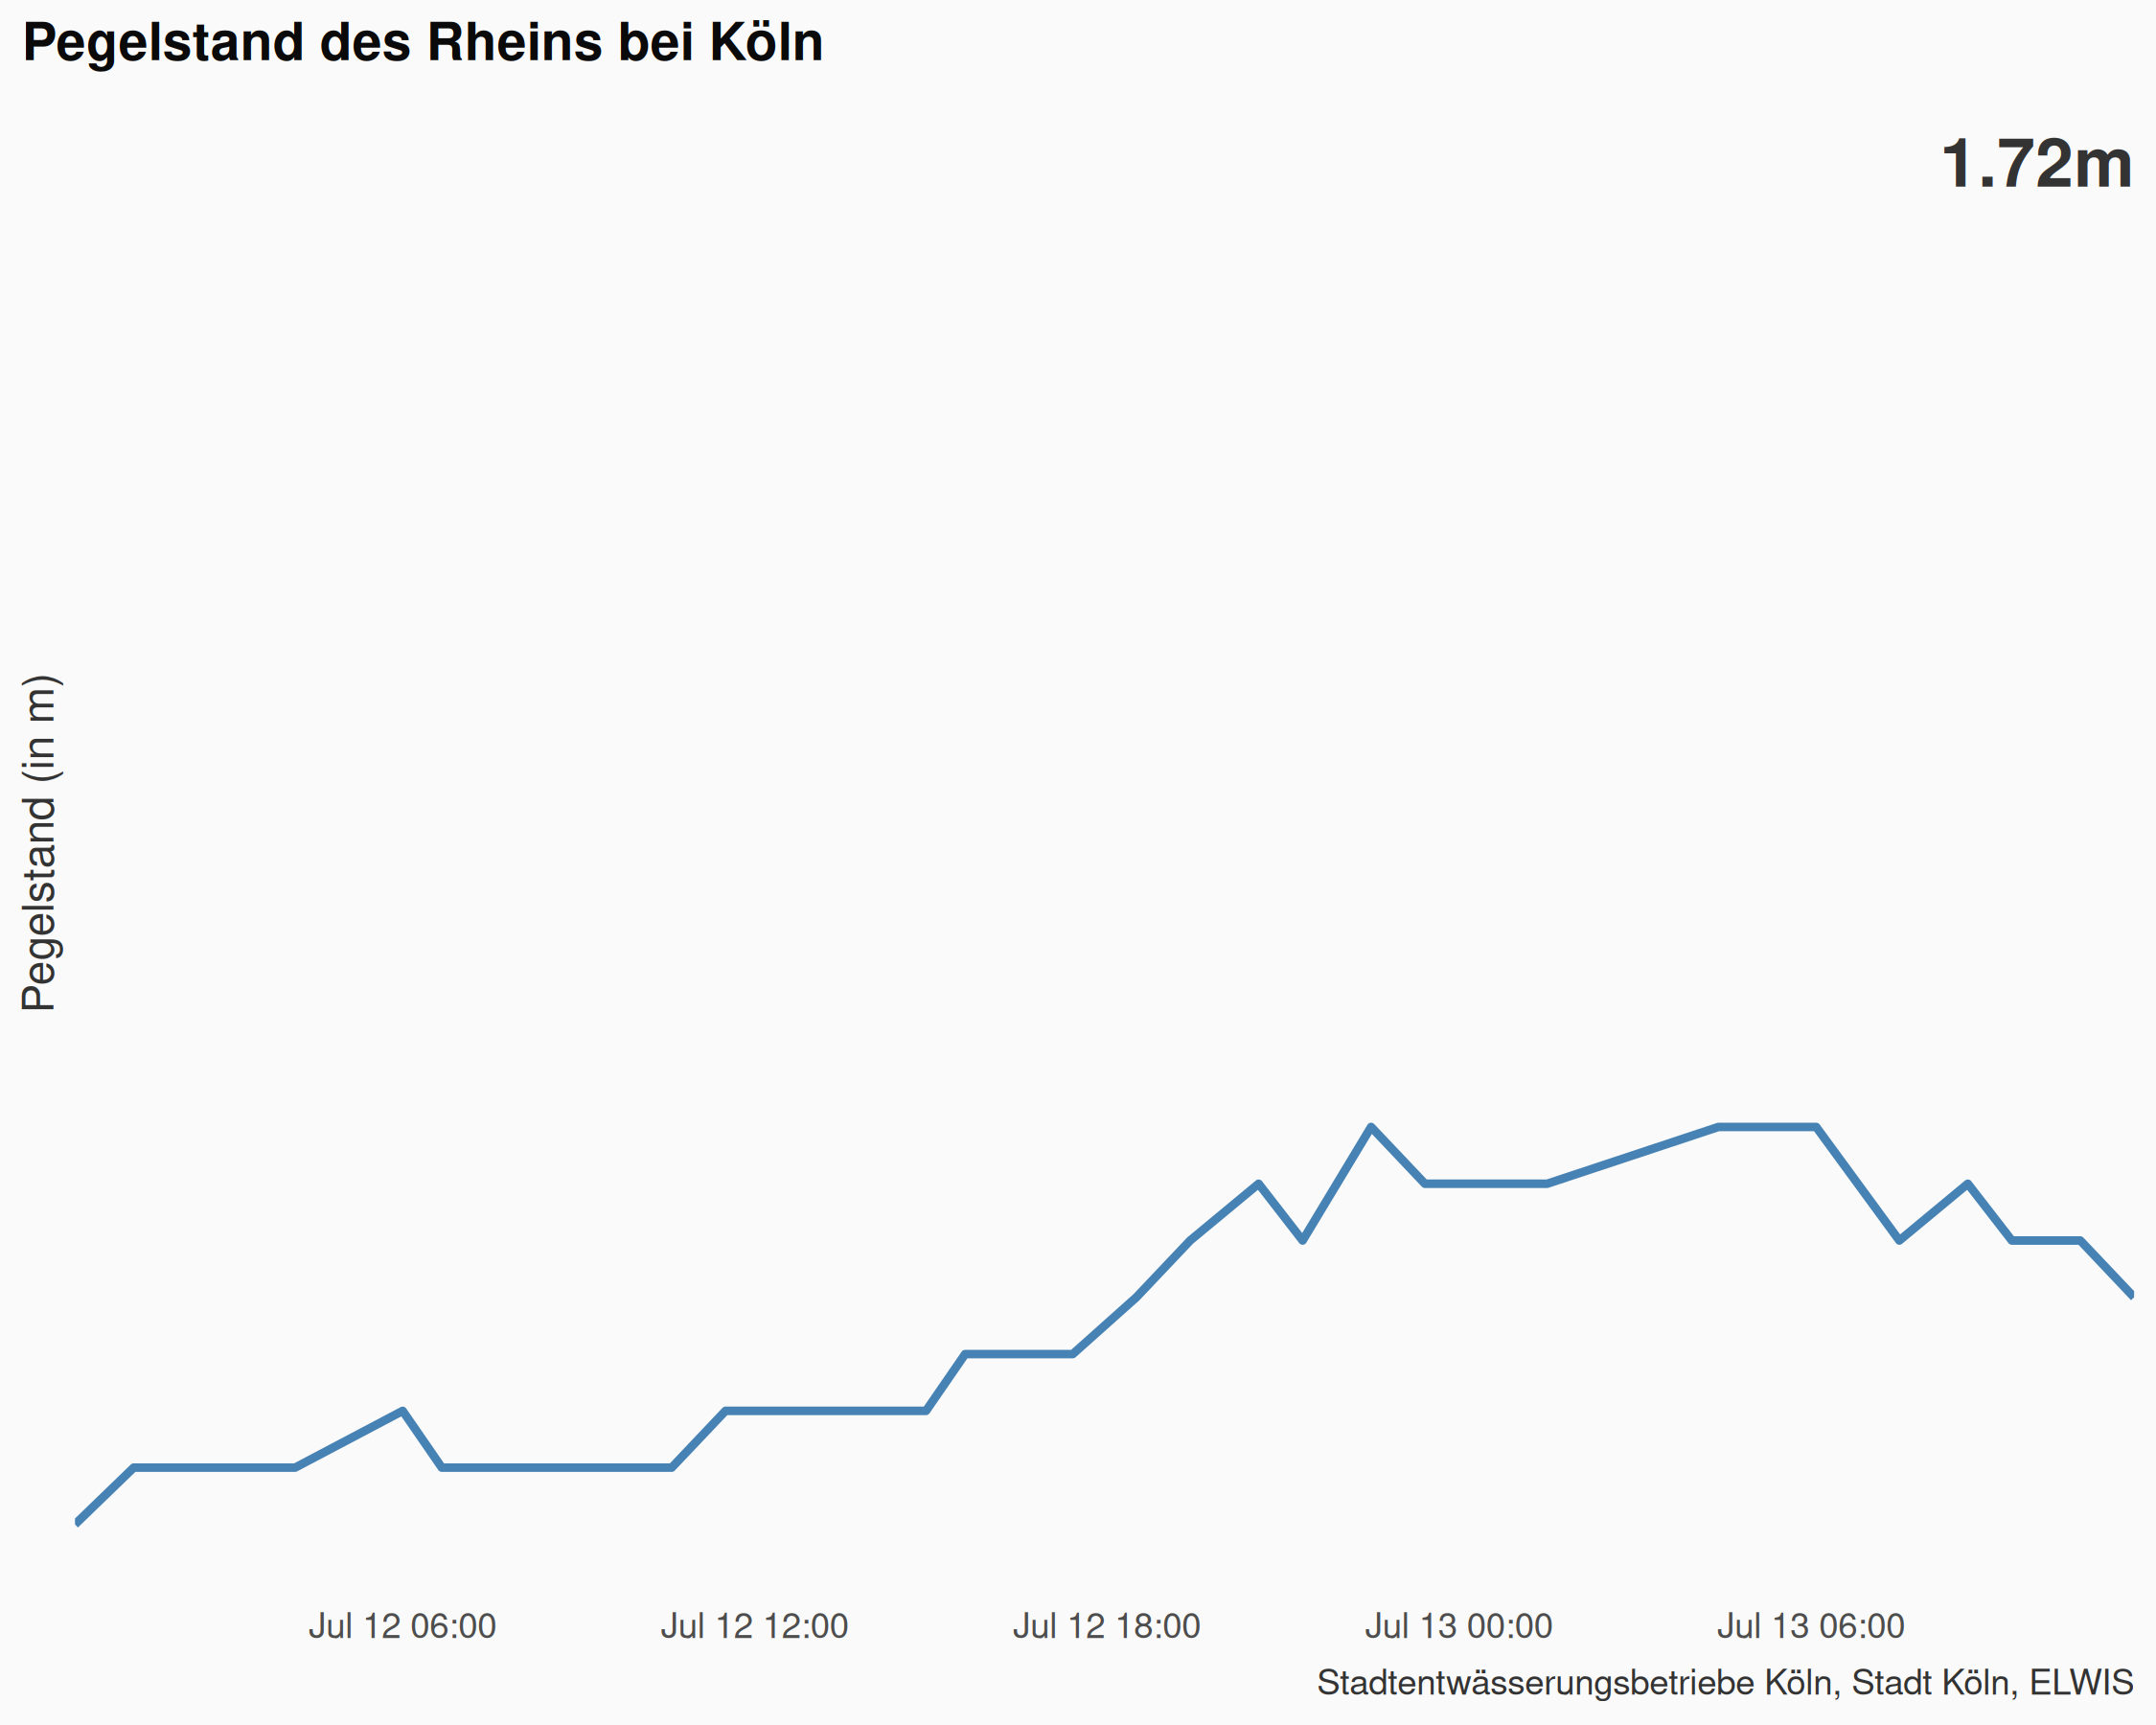 Pegelstand des Rheins bei Köln
1.72m
Pegelstand (in m)
Jul 12 06:00
Jul 12 12:00
Jul 12 18:00
Jul 13 00:00
Jul 13 06:00
Stadtentwässerungsbetriebe Köln, Stadt Köln, ELWIS